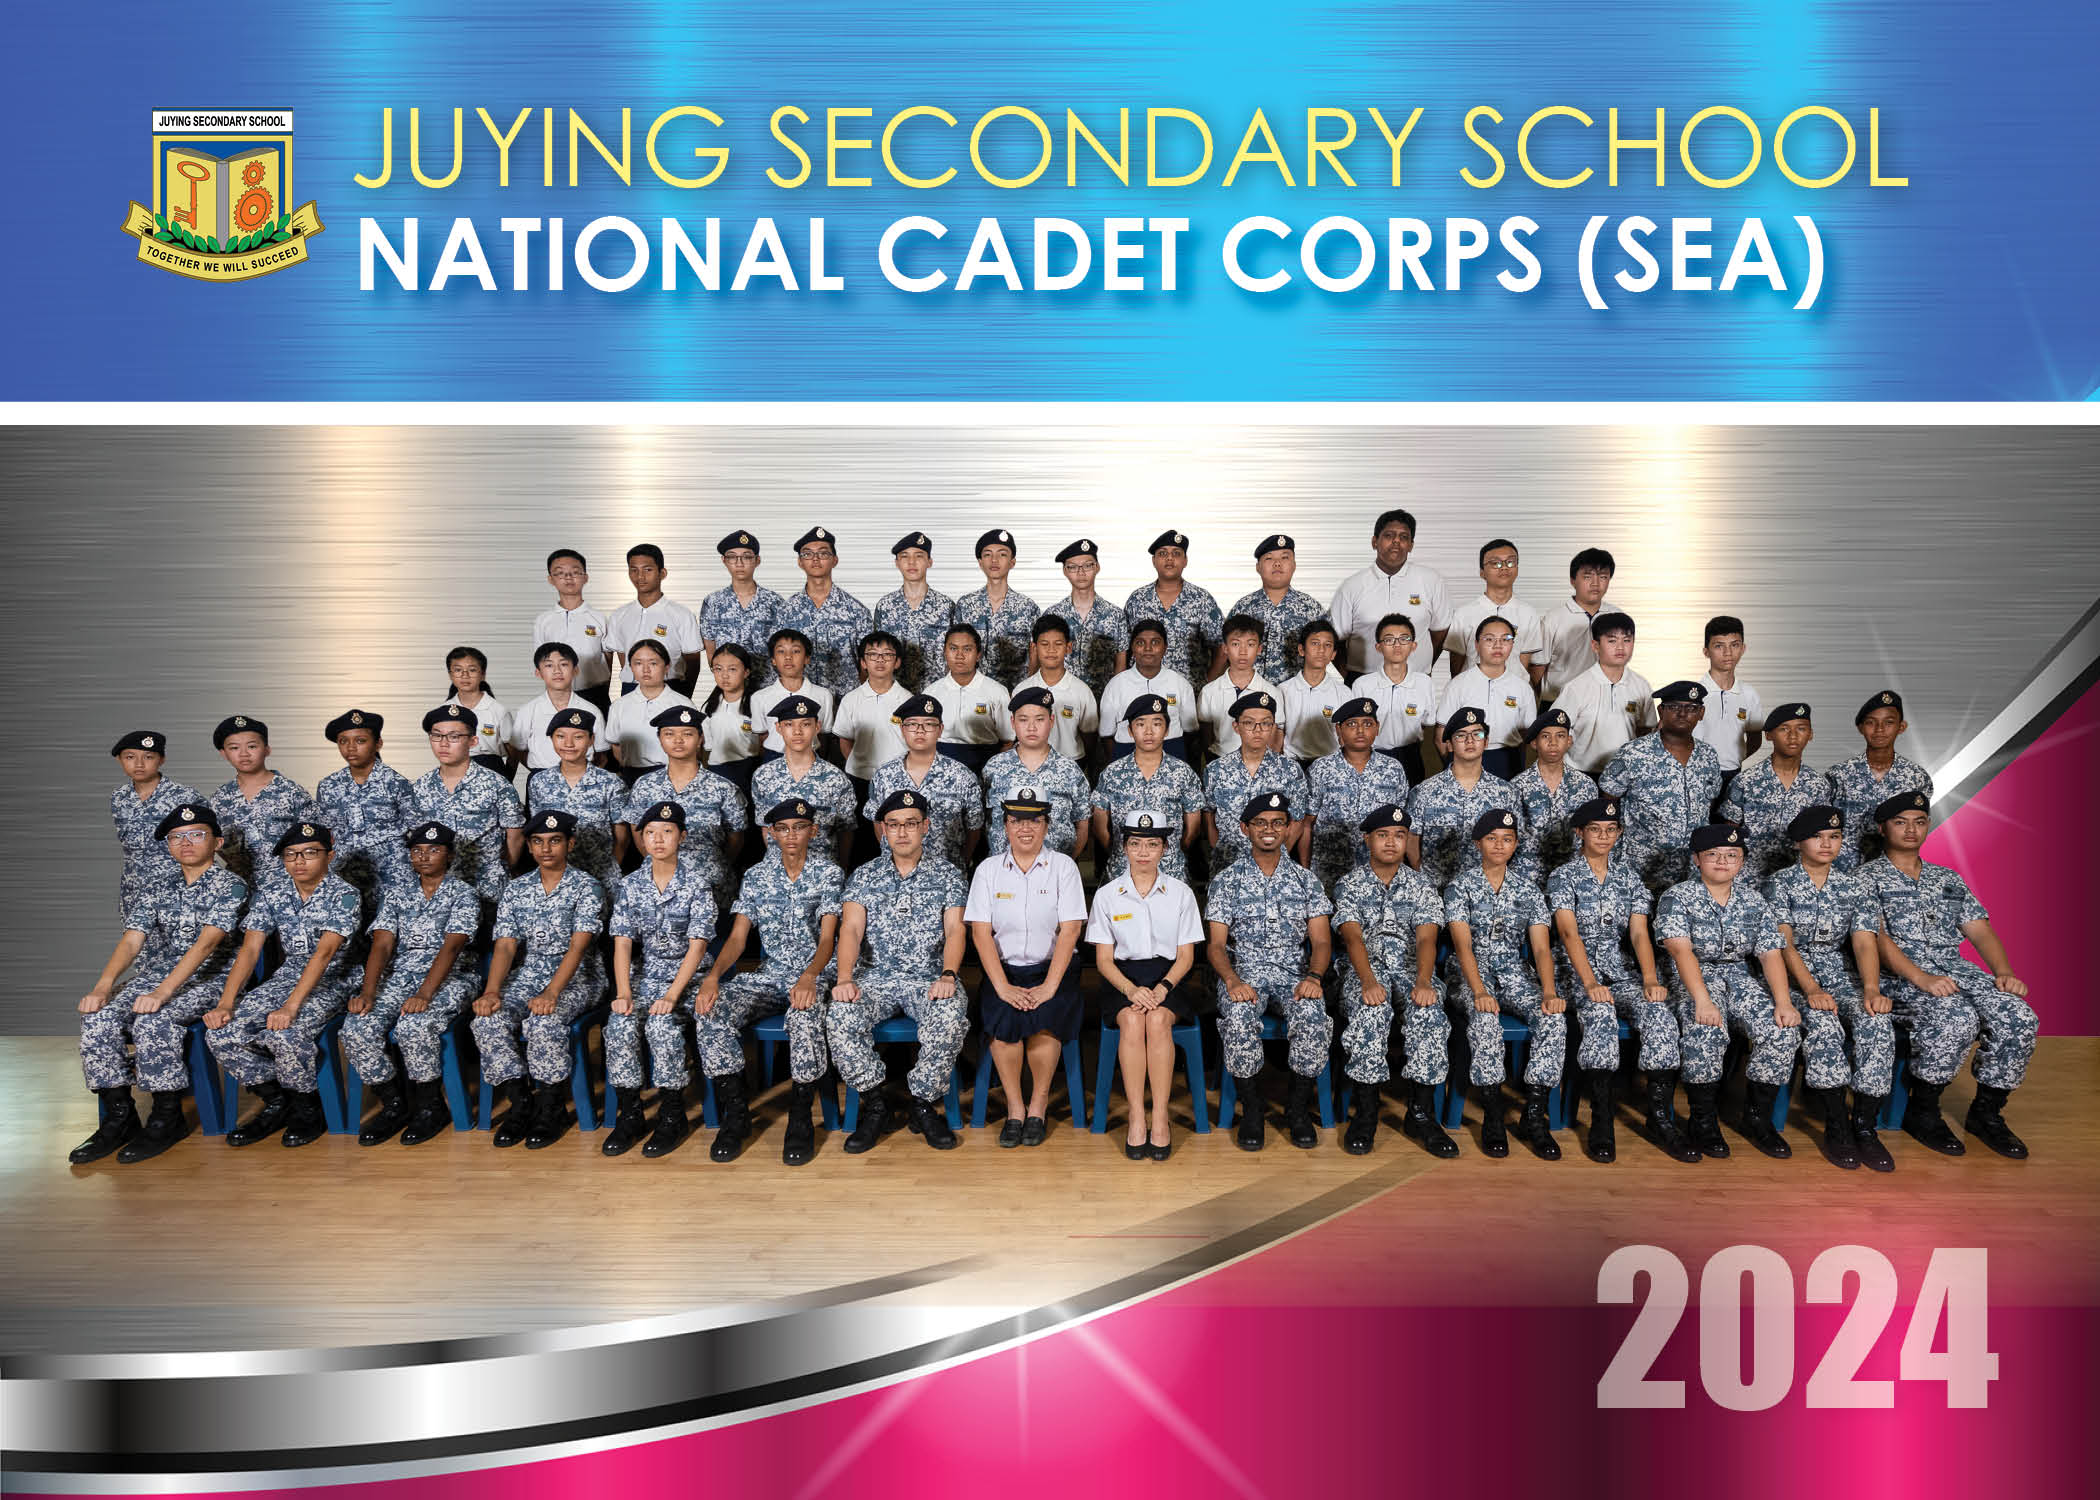 JUYING SECONDARY SCHOOL
TOGETHER WE WILL SUCCEED
JUYING SECONDARY SCHOOL
NATIONAL CADET CORPS (SEA)
2024